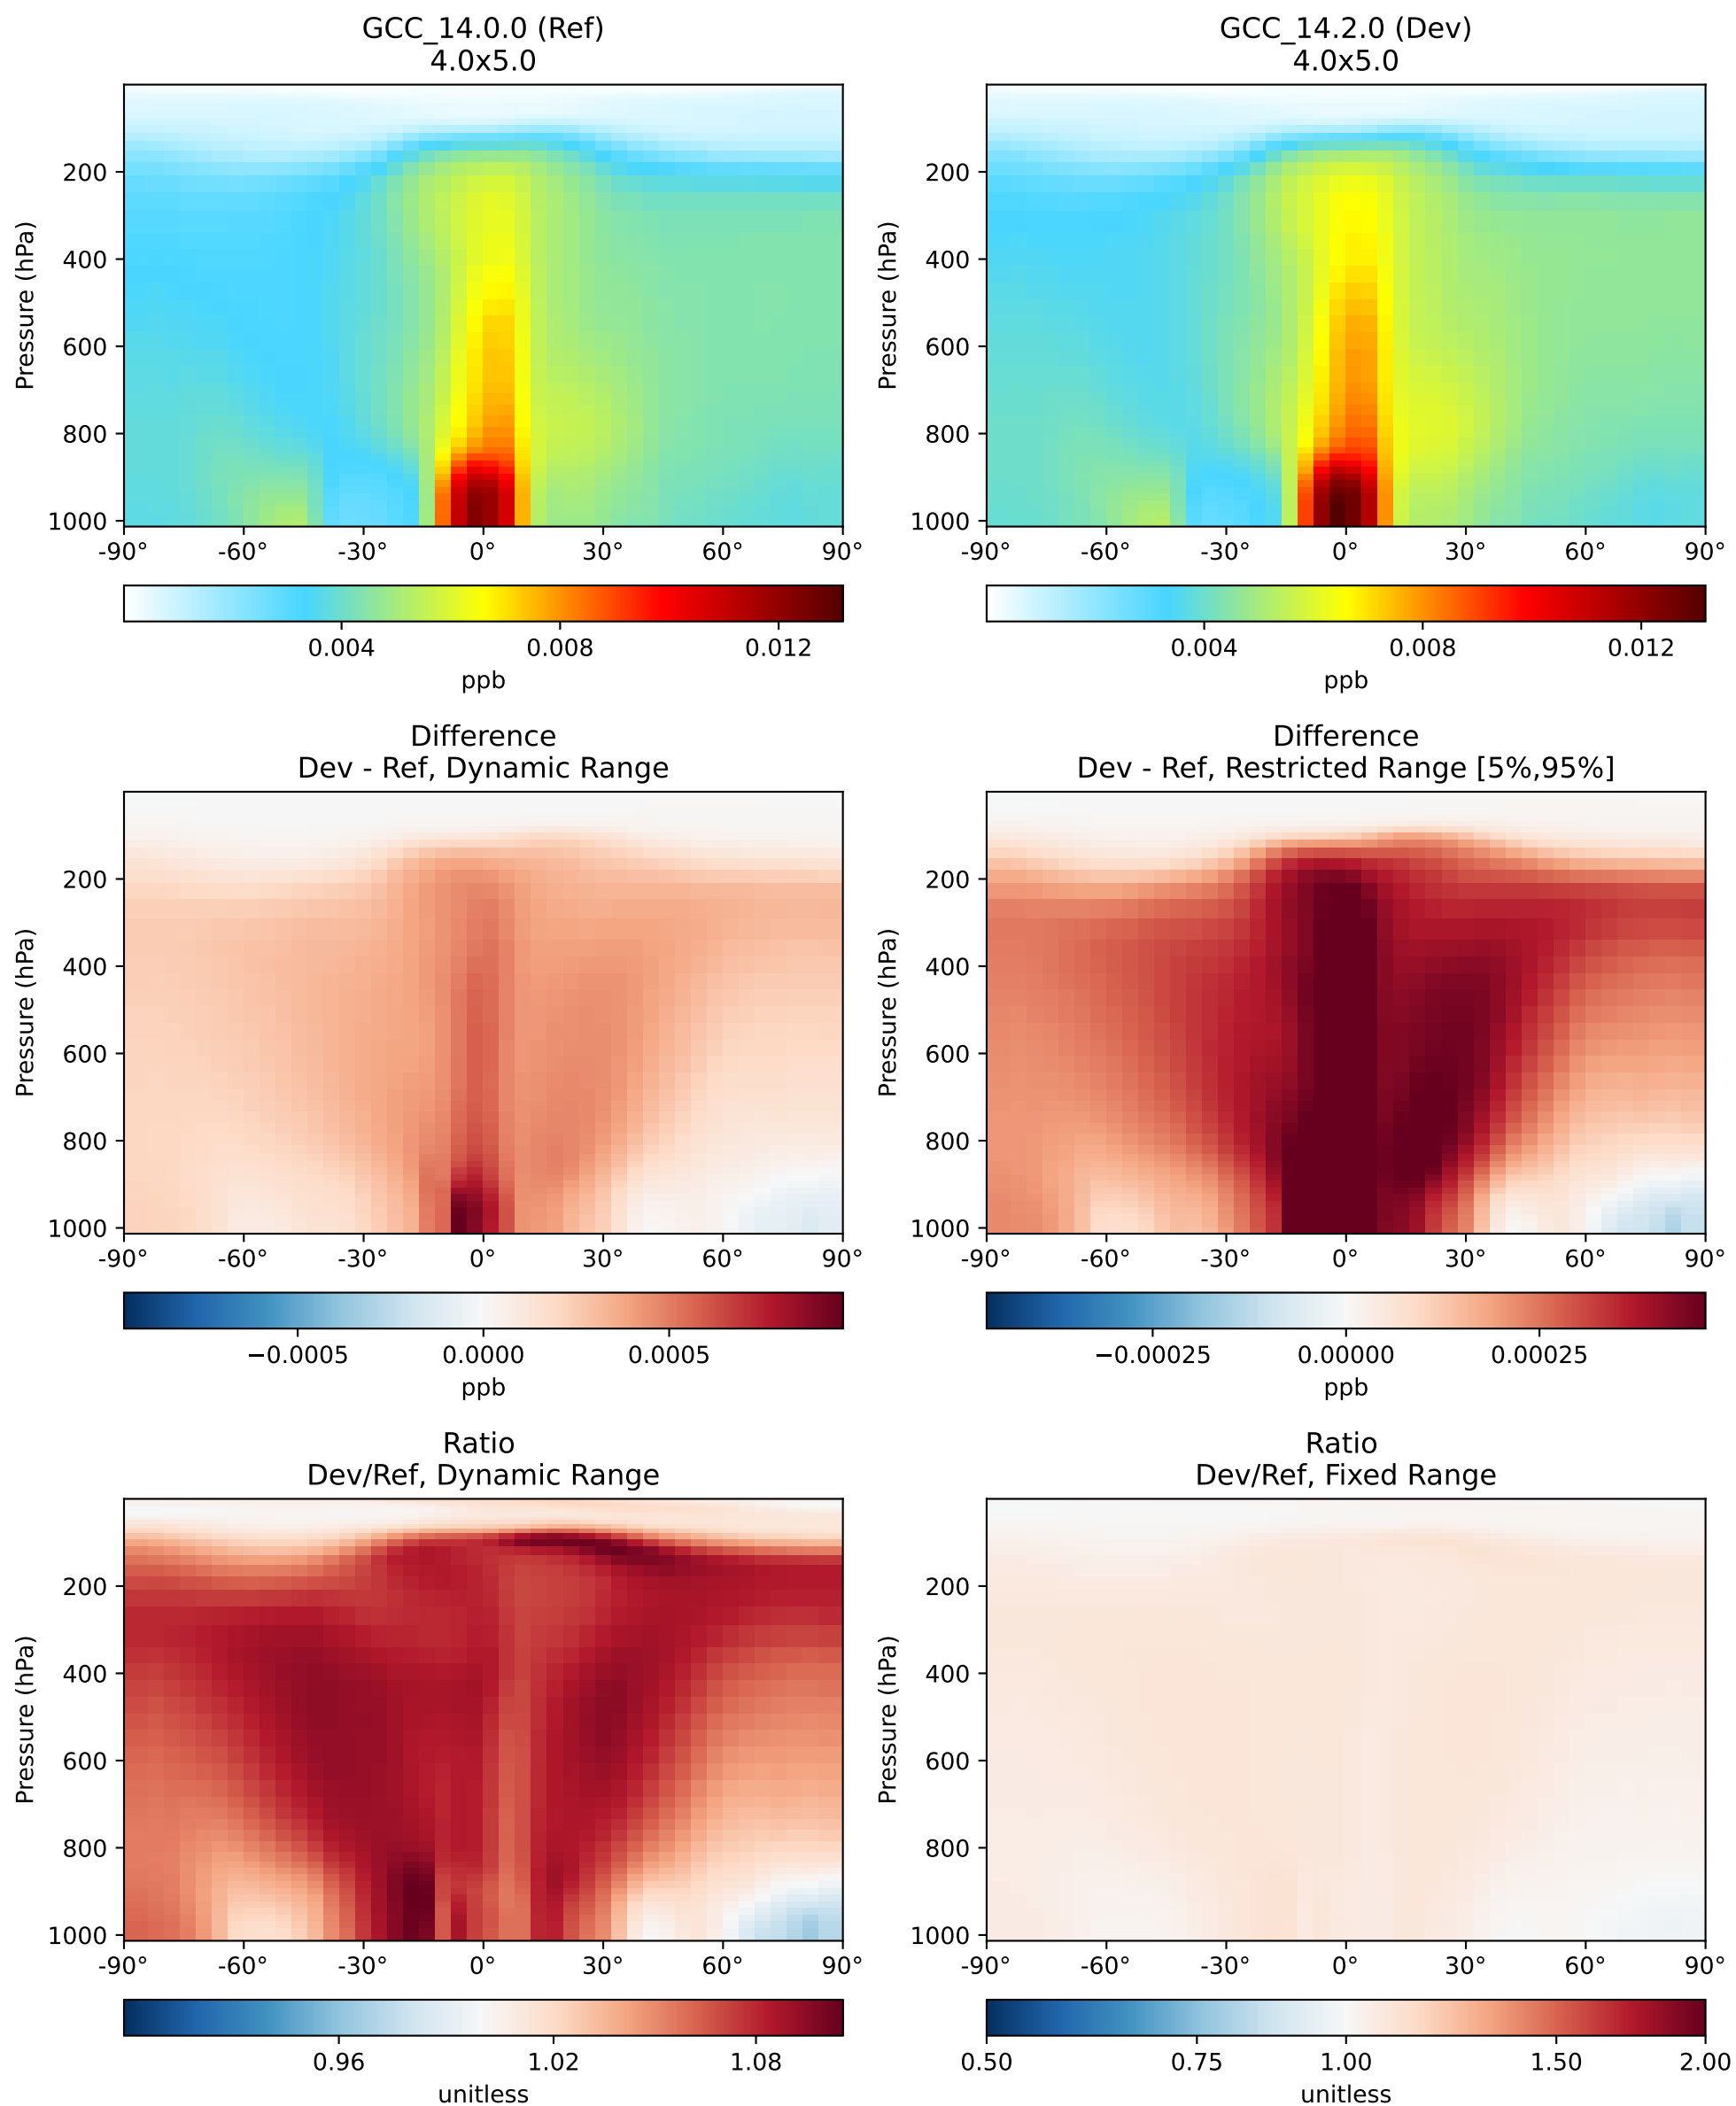 GCC_14.0.0 (Ref)
4.0x5.0
Pressure (hPa)
200
400
600
800
1000
-90° -60° -30° 0° 30° 60° 90°
0.004 0.008 0.012
ppb
GCC_14.2.0 (Dev)
4.0x5.0
Pressure (hPa)
200
400
600
800
1000
-90° -60° -30° 0° 30° 60° 90°
0.004 0.008 0.012
ppb
Difference
Dev - Ref, Dynamic Range
Pressure (hPa)
200
400
600
800
1000
-90° -60° -30° 0° 30° 60° 90°
−0.0005 0.0000 0.0005
ppb
Difference
Dev - Ref, Restricted Range [5%,95%]
Pressure (hPa)
200
400
600
800
1000
-90° -60° -30° 0° 30° 60° 90°
−0.00025 0.00000 0.00025
ppb
Ratio
Dev/Ref, Dynamic Range
Pressure (hPa)
200
400
600
800
1000
-90° -60° -30° 0° 30° 60° 90°
0.96 1.02 1.08
unitless
Ratio
Dev/Ref, Fixed Range
Pressure (hPa)
200
400
600
800
1000
-90° -60° -30° 0° 30° 60° 90°
0.50 0.75 1.00 1.50 2.00
unitless